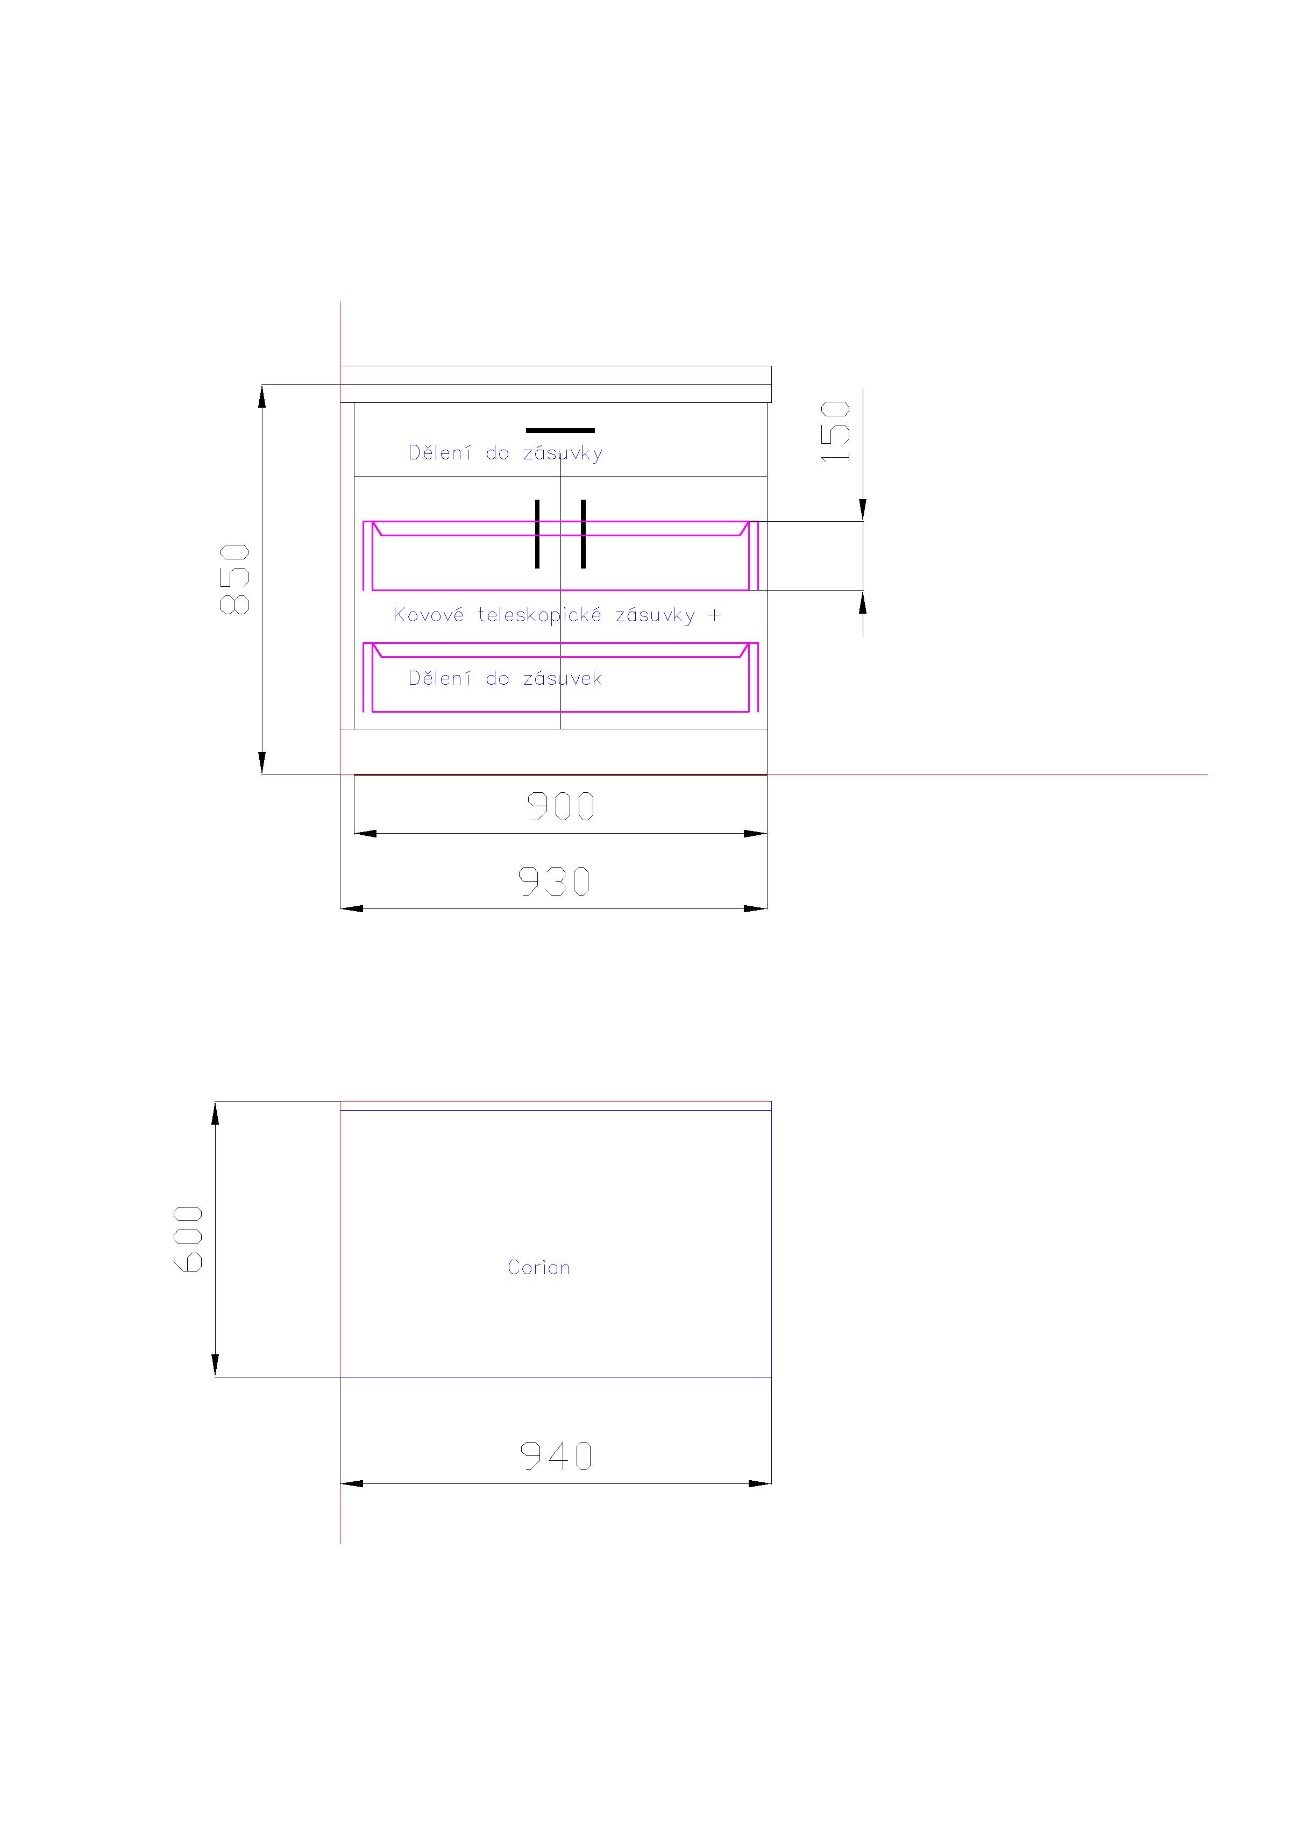 150
Dělení do zásuvky
850
Kovové teleskopické zásuvky +
Dělení do zásuvek
900
930
600
Corian
940